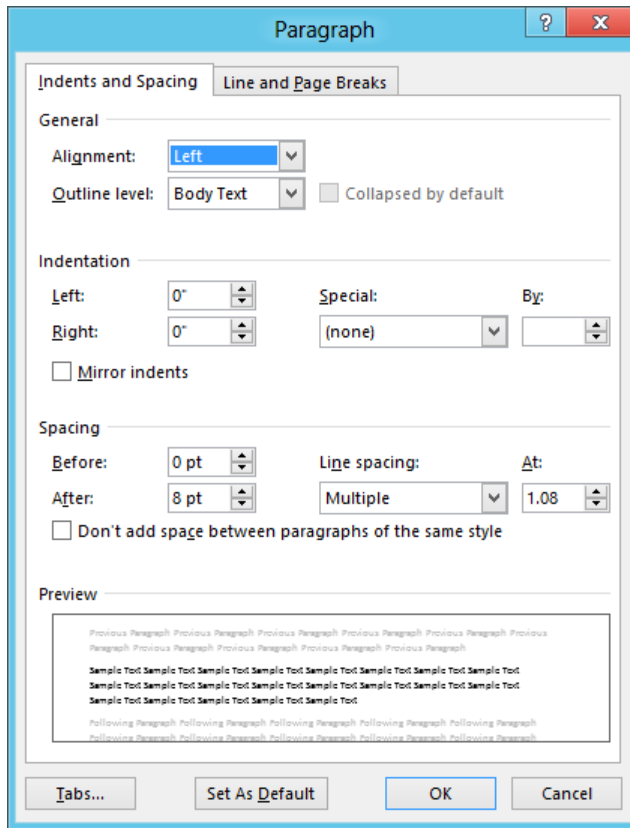 Paragraph ? X
Indents and Spacing Line and Page Breaks
General
Alignment: Left
Outline level: Body Text Collapsed by default
Indentation
Left: 0" Special: By:
Right: 0" (none)
Mirror indents
Spacing
Before: 0 pt Line spacing: At:
After: 8 pt Multiple 1.08
Don't add space between paragraphs of the same style
Preview
Previous Paragraph Previous Paragraph Previous Paragraph Previous Paragraph Previous Paragraph Previous
Paragraph Previous Paragraph Previous Paragraph Previous Paragraph Previous Paragraph
Sample Text Sample Text Sample Text Sample Text Sample Text Sample Text Sample Text Sample Text
Sample Text Sample Text Sample Text Sample Text Sample Text Sample Text Sample Text Sample Text
Sample Text Sample Text Sample Text Sample Text Sample Text
Following Paragraph Following Paragraph Following Paragraph Following Paragraph Following Paragraph
Following Paragraph Following Paragraph Following Paragraph Following Paragraph Following Paragraph
Tabs... Set As Default OK Cancel